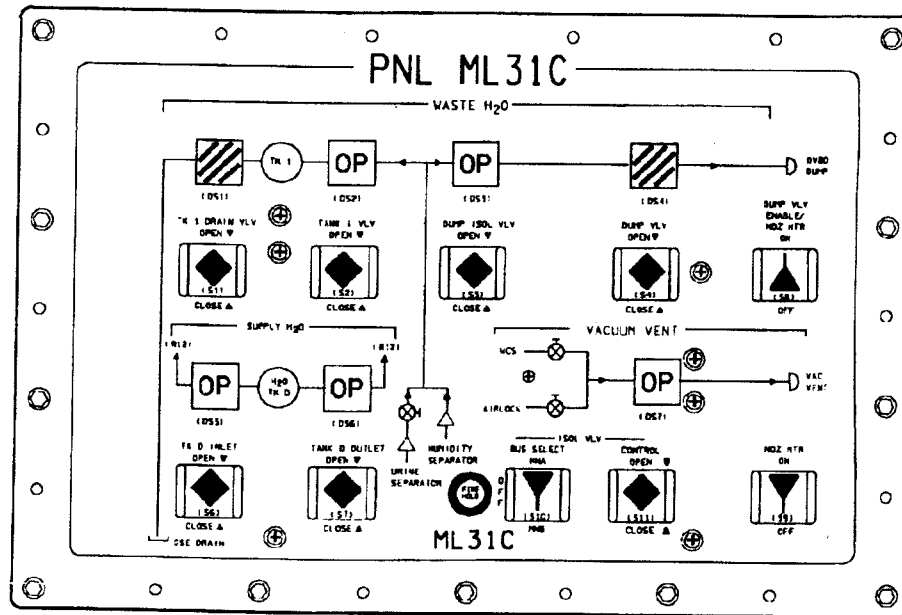 PNL ML31C
WASTE H₂O
TK 1
OP
OP
OVBD
DUMP
(DS1)
(DS2)
(DS3)
(DS4)
TK 1 DRAIN VLV
OPEN ▼
TANK 1 VLV
OPEN ▼
DUMP ISOL VLV
OPEN ▼
DUMP VLV
OPEN ▼
DUMP VLV
ENABLE/
NOZ HTR
ON
(S1)
(S2)
(S3)
(S4)
(S8)
CLOSE ▲
CLOSE ▲
CLOSE ▲
CLOSE ▲
OFF
SUPPLY H₂O
VACUUM VENT
(R12)
(R12)
WCS
OP
H₂O
TK D
OP
OP
VAC
VENT
AIRLOCK
(DS5)
(DS6)
(DS7)
TK D INLET
OPEN ▼
TANK D OUTLET
OPEN ▼
URINE
SEPARATOR
HUMIDITY
SEPARATOR
FIRE
HOLE
OFF
ISOL VLV
BUS SELECT
MNA
CONTROL
OPEN ▼
NOZ HTR
ON
(S6)
(S7)
(S10)
(S11)
(S9)
CLOSE ▲
CLOSE ▲
MNB
CLOSE ▲
OFF
GSE DRAIN
ML31C